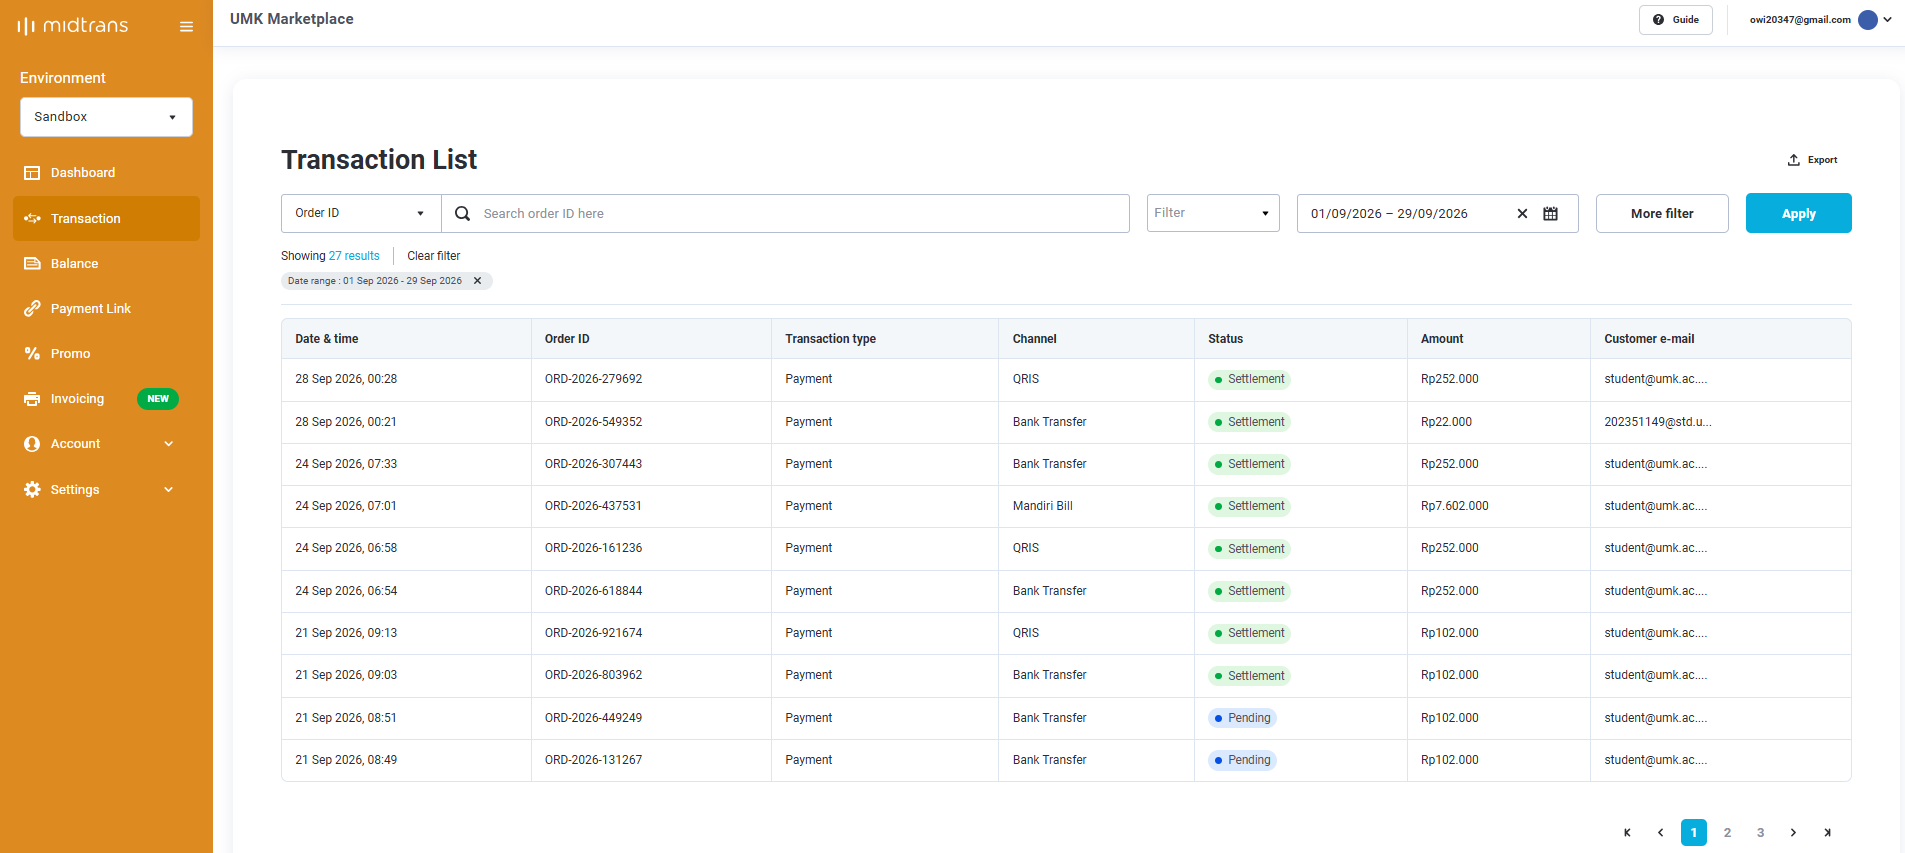 midtrans
UMK Marketplace
Guide
owi20347@gmail.com
Environment
Sandbox
Dashboard
Transaction
Balance
Payment Link
Promo
Invoicing NEW
Account
Settings
Transaction List
Export
Order ID Search order ID here Filter 01/09/2026 – 29/09/2026 More filter Apply
Showing 27 results Clear filter
Date range : 01 Sep 2026 - 29 Sep 2026
Date & time Order ID Transaction type Channel Status Amount Customer e-mail
28 Sep 2026, 00:28 ORD-2026-279692 Payment QRIS Settlement Rp252.000 student@umk.ac....
28 Sep 2026, 00:21 ORD-2026-549352 Payment Bank Transfer Settlement Rp22.000 202351149@std.u...
24 Sep 2026, 07:33 ORD-2026-307443 Payment Bank Transfer Settlement Rp252.000 student@umk.ac....
24 Sep 2026, 07:01 ORD-2026-437531 Payment Mandiri Bill Settlement Rp7.602.000 student@umk.ac....
24 Sep 2026, 06:58 ORD-2026-161236 Payment QRIS Settlement Rp252.000 student@umk.ac....
24 Sep 2026, 06:54 ORD-2026-618844 Payment Bank Transfer Settlement Rp252.000 student@umk.ac....
21 Sep 2026, 09:13 ORD-2026-921674 Payment QRIS Settlement Rp102.000 student@umk.ac....
21 Sep 2026, 09:03 ORD-2026-803962 Payment Bank Transfer Settlement Rp102.000 student@umk.ac....
21 Sep 2026, 08:51 ORD-2026-449249 Payment Bank Transfer Pending Rp102.000 student@umk.ac....
21 Sep 2026, 08:49 ORD-2026-131267 Payment Bank Transfer Pending Rp102.000 student@umk.ac....
1 2 3